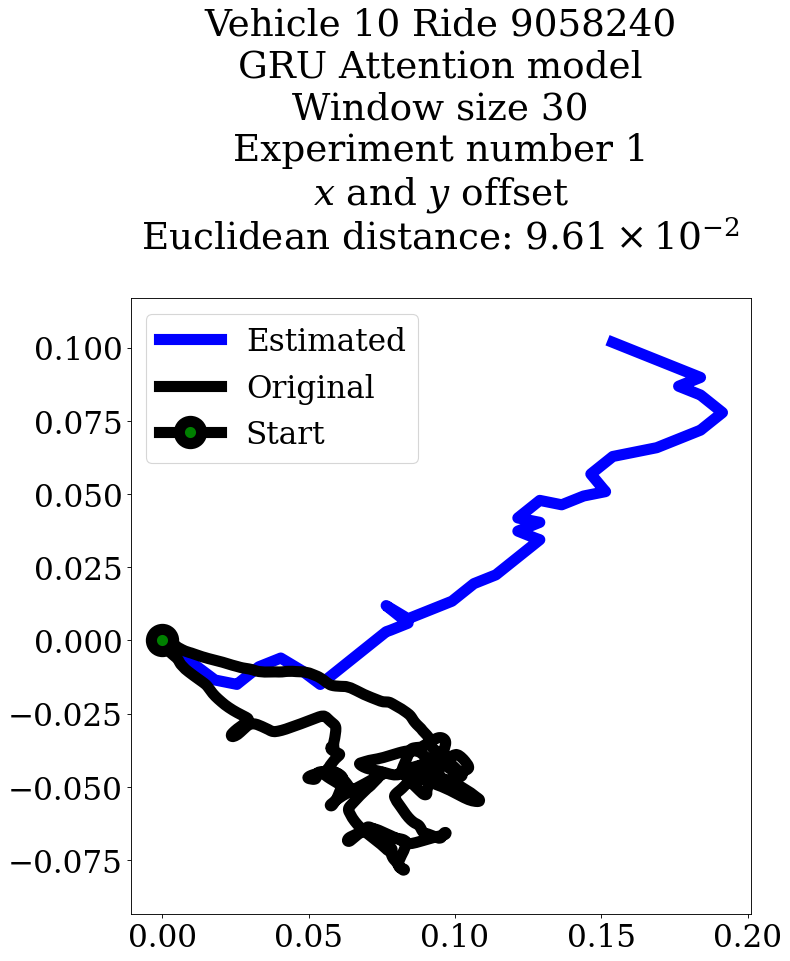 Vehicle 10 Ride 9058240
GRU Attention model
Window size 30
Experiment number 1
x and y offset
Euclidean distance: 9.61 × 10⁻²
Estimated
Original
Start
0.100
0.075
0.050
0.025
0.000
−0.025
−0.050
−0.075
0.00 0.05 0.10 0.15 0.20